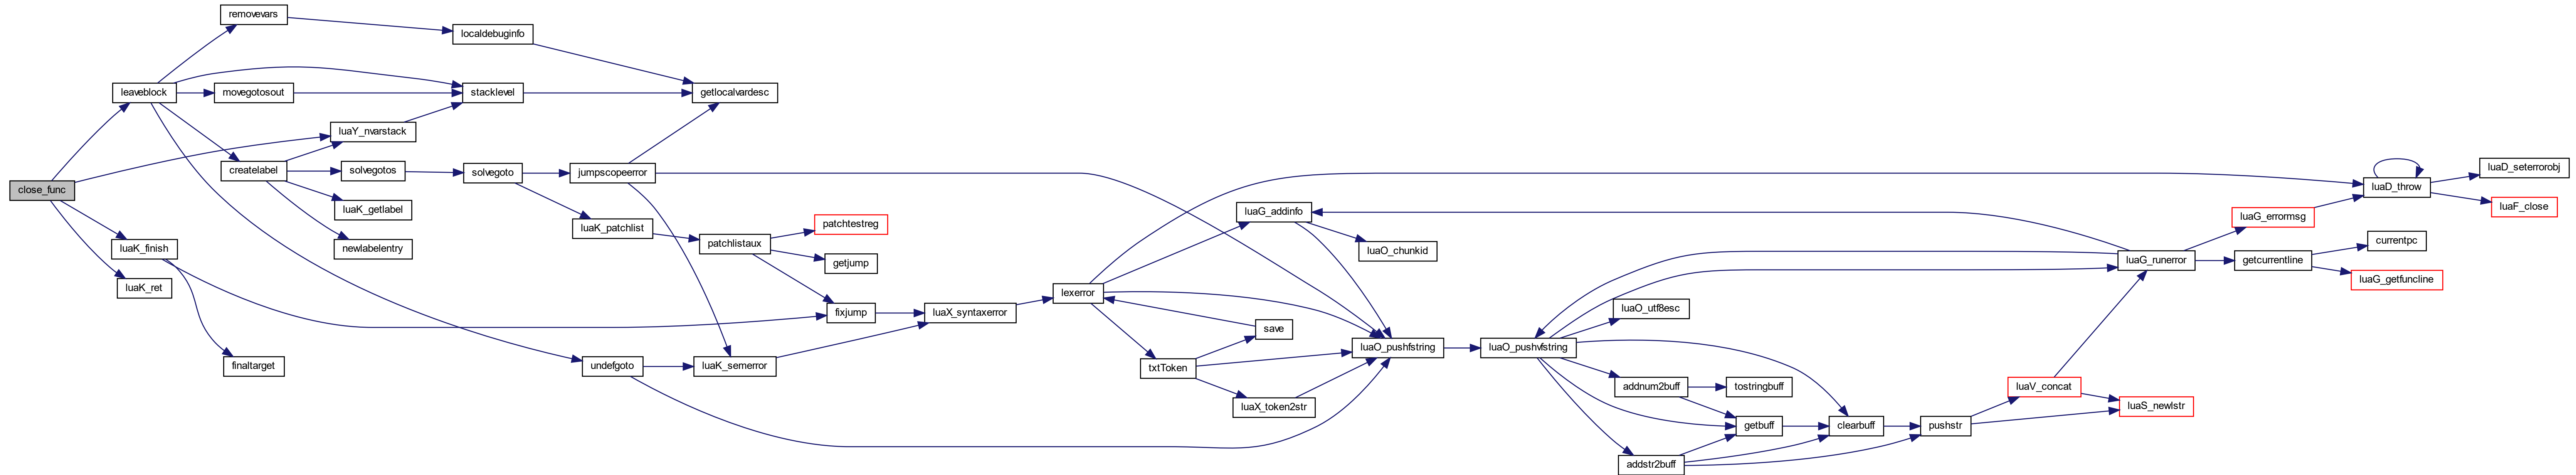 close_func
leaveblock
luaK_finish
luaK_ret
removevars
movegotosout
createlabel
finaltarget
luaY_nvarstack
solvegotos
luaK_getlabel
newlabelentry
localdebuginfo
stacklevel
solvegoto
jumpscopeerror
luaK_patchlist
undefgoto
getlocalvardesc
patchlistaux
luaK_semerror
patchtestreg
getjump
fixjump
luaX_syntaxerror
lexerror
txtToken
luaG_addinfo
save
luaX_token2str
luaO_chunkid
luaO_pushfstring
luaO_pushvfstring
luaO_utf8esc
addnum2buff
addstr2buff
tostringbuff
getbuff
clearbuff
pushstr
luaV_concat
luaG_runerror
luaS_newlstr
luaG_errormsg
getcurrentline
luaD_throw
currentpc
luaG_getfuncline
luaD_seterrorobj
luaF_close